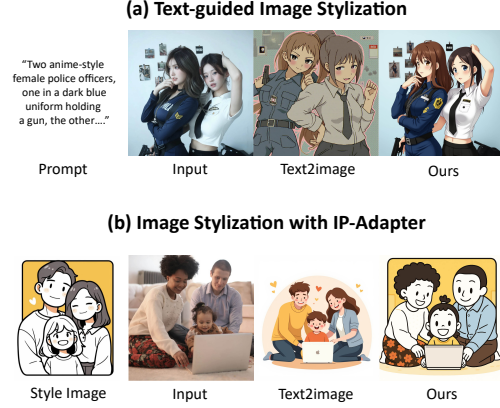 (a) Text-guided Image Stylization
“Two anime-style
female police officers,
one in a dark blue
uniform holding
a gun, the other....”
Prompt
Input
Text2image
Ours
(b) Image Stylization with IP-Adapter
Style Image
Input
Text2image
Ours